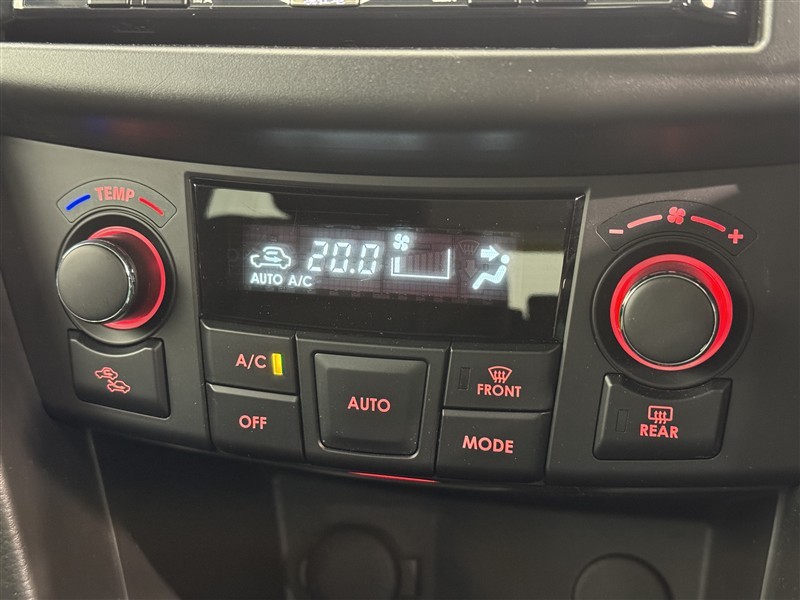 TEMP
- +
20.0
AUTO A/C
A/C
OFF
AUTO
FRONT
MODE
REAR